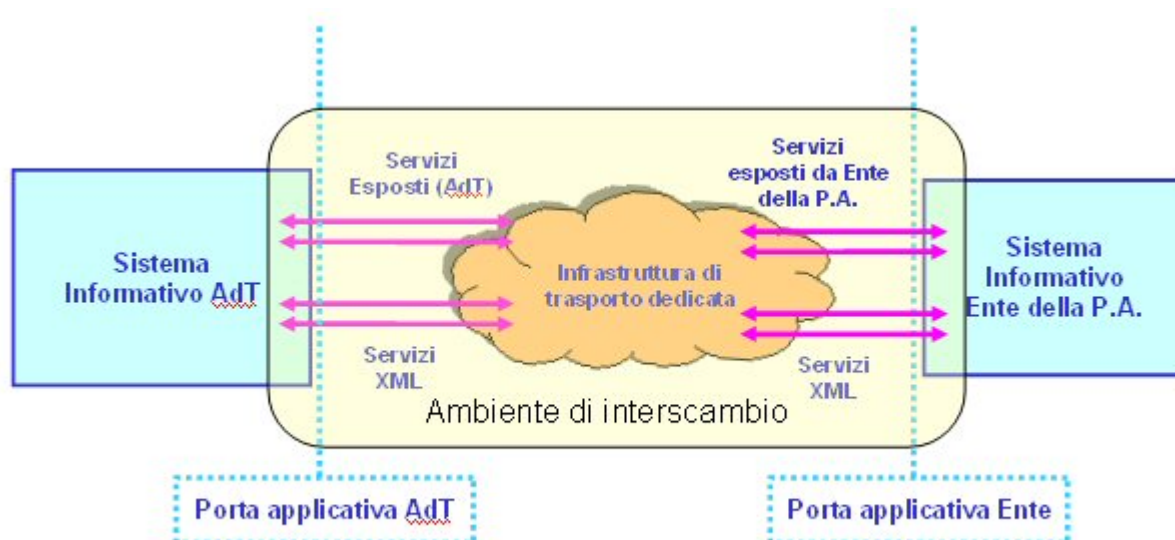 Servizi
Esposti (AdT)
Servizi
esposti da Ente
della P.A.
Sistema
Informativo AdT
Infrastruttura di
trasporto dedicata
Sistema
Informativo
Ente della P.A.
Servizi
XML
Servizi
XML
Ambiente di interscambio
Porta applicativa AdT
Porta applicativa Ente